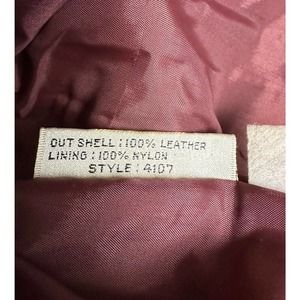 OUT SHELL : 100% LEATHER
LINING : 100% NYLON
STYLE : 4107